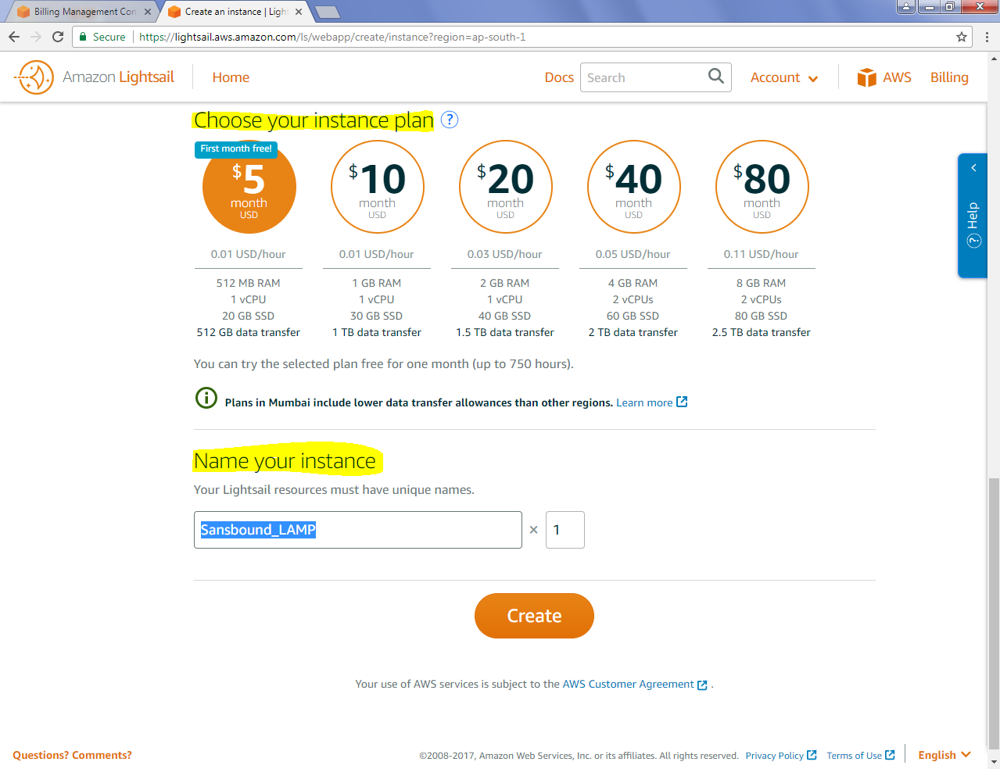 Billing Management Con
Create an instance | Light
Secure
https://lightsail.aws.amazon.com/ls/webapp/create/instance?region=ap-south-1
Amazon Lightsail
Home
Docs
Search
Account
AWS
Billing
Choose your instance plan ?
First month free!
$5 month USD
$10 month USD
$20 month USD
$40 month USD
$80 month USD
0.01 USD/hour
0.01 USD/hour
0.03 USD/hour
0.05 USD/hour
0.11 USD/hour
512 MB RAM
1 GB RAM
2 GB RAM
4 GB RAM
8 GB RAM
1 vCPU
1 vCPU
1 vCPU
2 vCPUs
2 vCPUs
20 GB SSD
30 GB SSD
40 GB SSD
60 GB SSD
80 GB SSD
512 GB data transfer
1 TB data transfer
1.5 TB data transfer
2 TB data transfer
2.5 TB data transfer
Help
You can try the selected plan free for one month (up to 750 hours).
Plans in Mumbai include lower data transfer allowances than other regions. Learn more
Name your instance
Your Lightsail resources must have unique names.
Sansbound_LAMP × 1
Create
Your use of AWS services is subject to the AWS Customer Agreement .
Questions? Comments?
©2008-2017, Amazon Web Services, Inc. or its affiliates. All rights reserved.
Privacy Policy
Terms of Use
English